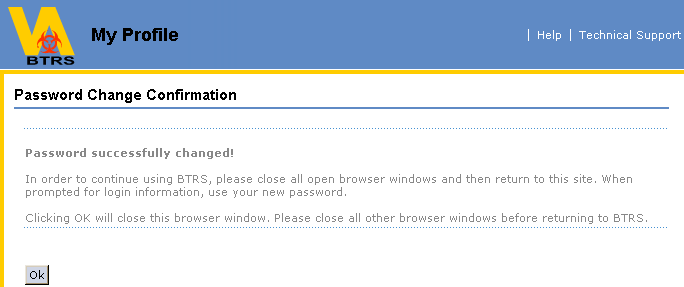 VA
BTRS
My Profile
| Help | Technical Support
Password Change Confirmation
Password successfully changed!
In order to continue using BTRS, please close all open browser windows and then return to this site. When
prompted for login information, use your new password.
Clicking OK will close this browser window. Please close all other browser windows before returning to BTRS.
Ok